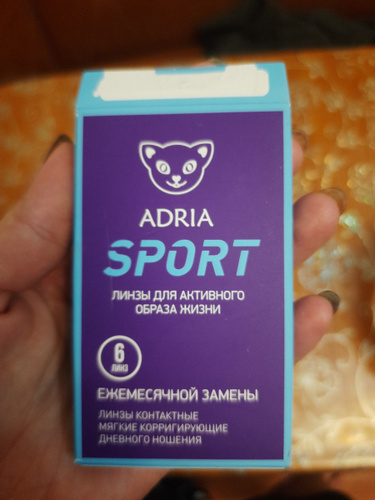 ADRIA
SPORT
ЛИНЗЫ ДЛЯ АКТИВНОГО
ОБРАЗА ЖИЗНИ
6
ЛИНЗ
ЕЖЕМЕСЯЧНОЙ ЗАМЕНЫ
ЛИНЗЫ КОНТАКТНЫЕ
МЯГКИЕ КОРРИГИРУЮЩИЕ
ДНЕВНОГО НОШЕНИЯ